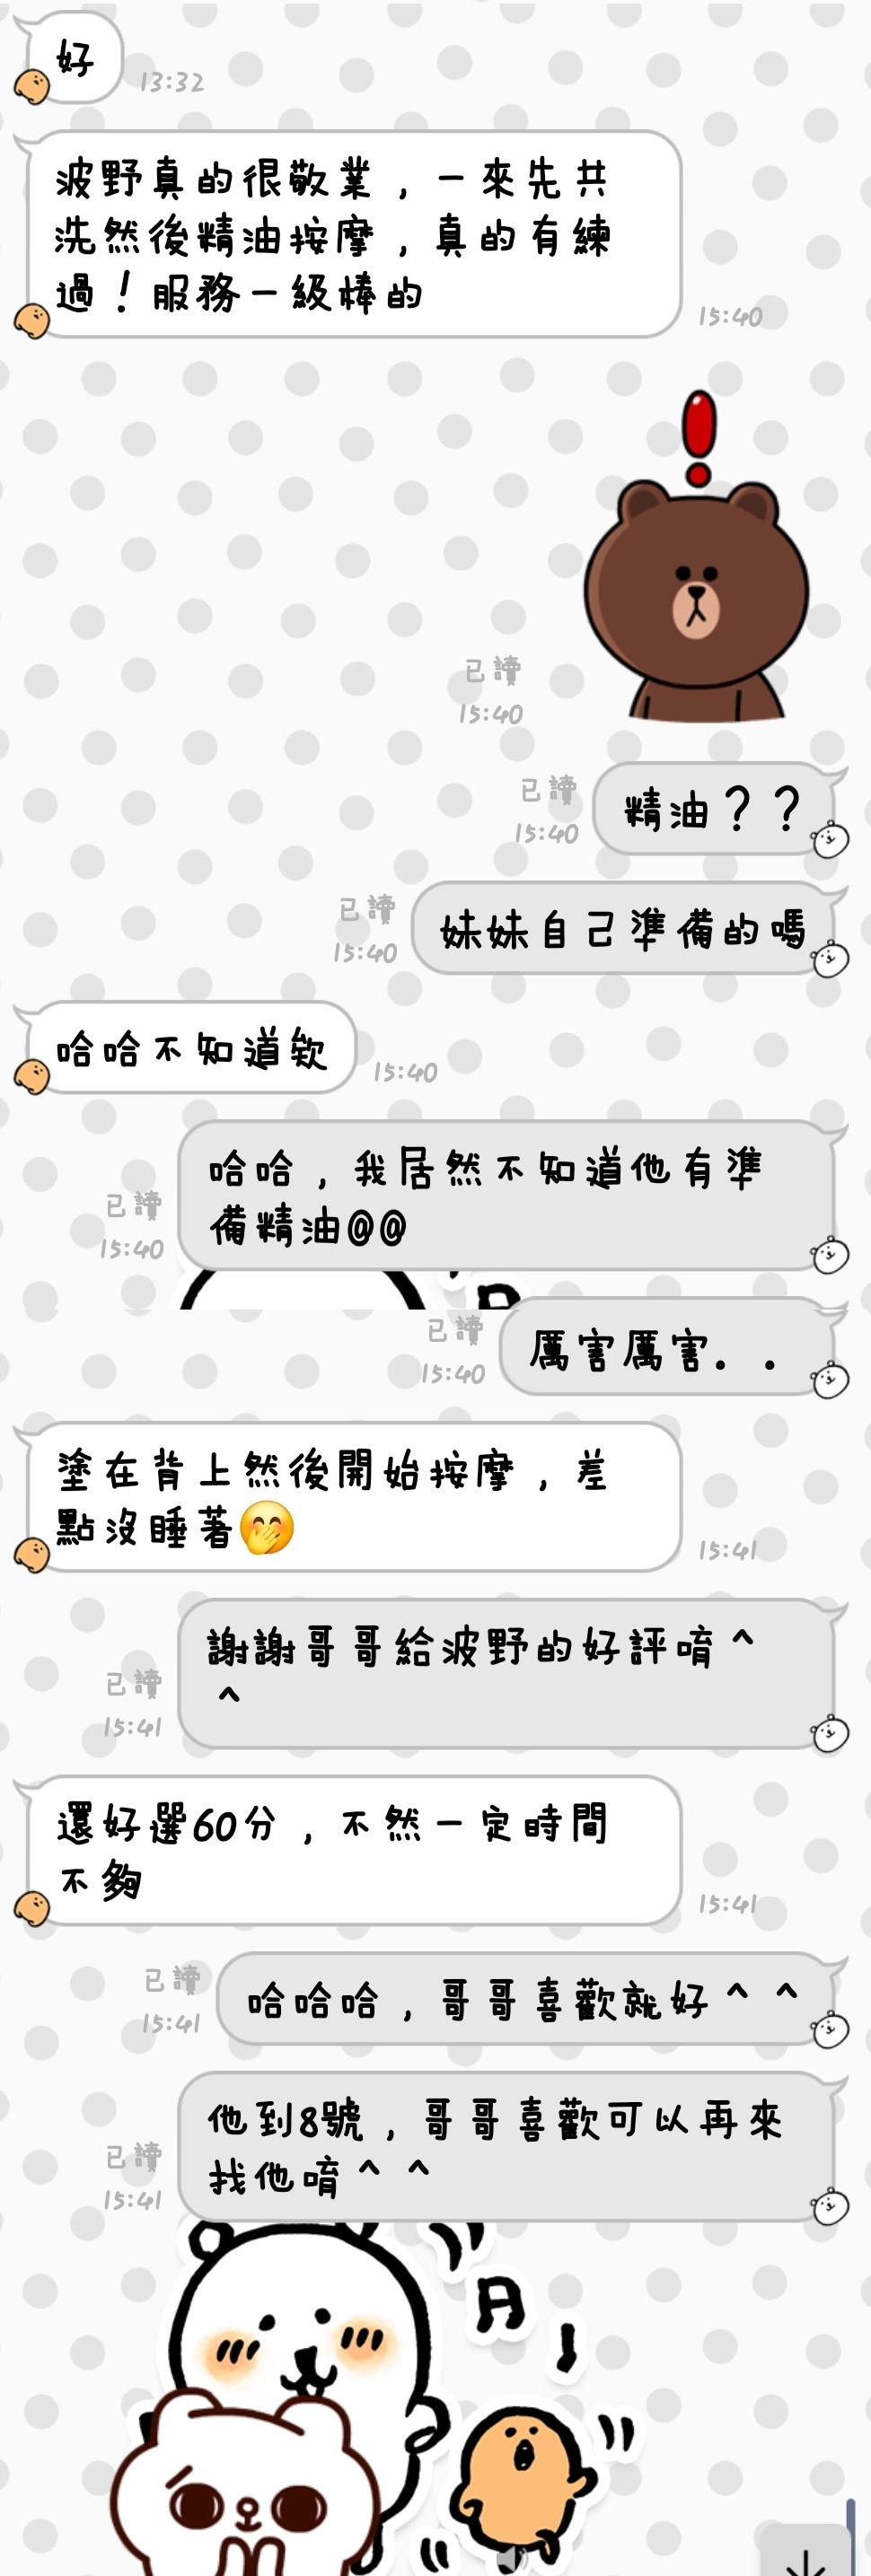 好
13:32
波野真的很敬業，一來先共
洗然後精油按摩，真的有練
過！服務一級棒的
15:40
已讀
15:40
已讀
15:40
精油？？
已讀
15:40
妹妹自己準備的嗎
哈哈不知道欸
15:40
哈哈，我居然不知道他有準
備精油@@
已讀
15:40
已讀
15:40
厲害厲害．．
塗在背上然後開始按摩，差
點沒睡著🤭
15:41
謝謝哥哥給波野的好評唷＾
＾
已讀
15:41
還好選60分，不然一定時間
不夠
15:41
已讀
15:41
哈哈哈，哥哥喜歡就好＾＾
他到8號，哥哥喜歡可以再來
找他唷＾＾
已讀
15:41